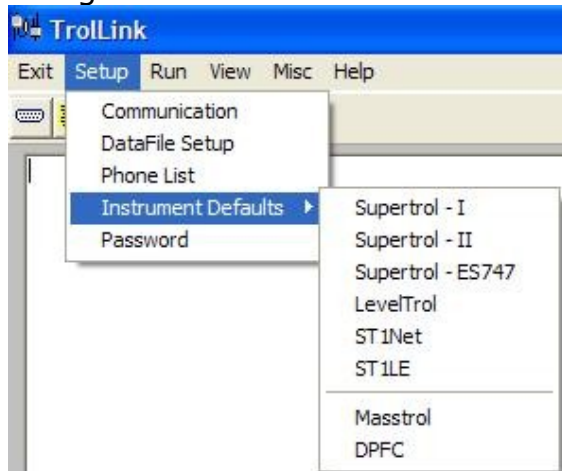 TrolLink
Exit Setup Run View Misc Help
Communication
DataFile Setup
Phone List
Instrument Defaults
Password
Supertrol - I
Supertrol - II
Supertrol - ES747
LevelTrol
ST1Net
ST1LE
Masstrol
DPFC